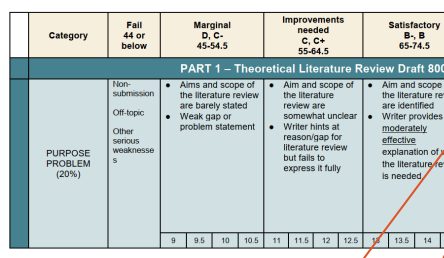 Category
Fail
44 or
below
Marginal
D, C-
45-54.5
Improvements
needed
C, C+
55-64.5
Satisfactory
B-, B
65-74.5
PART 1 – Theoretical Literature Review Draft 800
PURPOSE
PROBLEM
(20%)
Non-
submission
Off-topic
Other
serious
weaknesse
s
• Aims and scope of
the literature review
are barely stated
• Weak gap or
problem statement
• Aim and scope of
the literature
review are
somewhat unclear
• Writer hints at
reason/gap for
literature review
but fails to
express it fully
• Aim and scope
the literature re
are identified
• Writer provides
moderately
effective
explanation of
the literature re
is needed
9 9.5 10 10.5 11 11.5 12 12.5 13 13.5 14